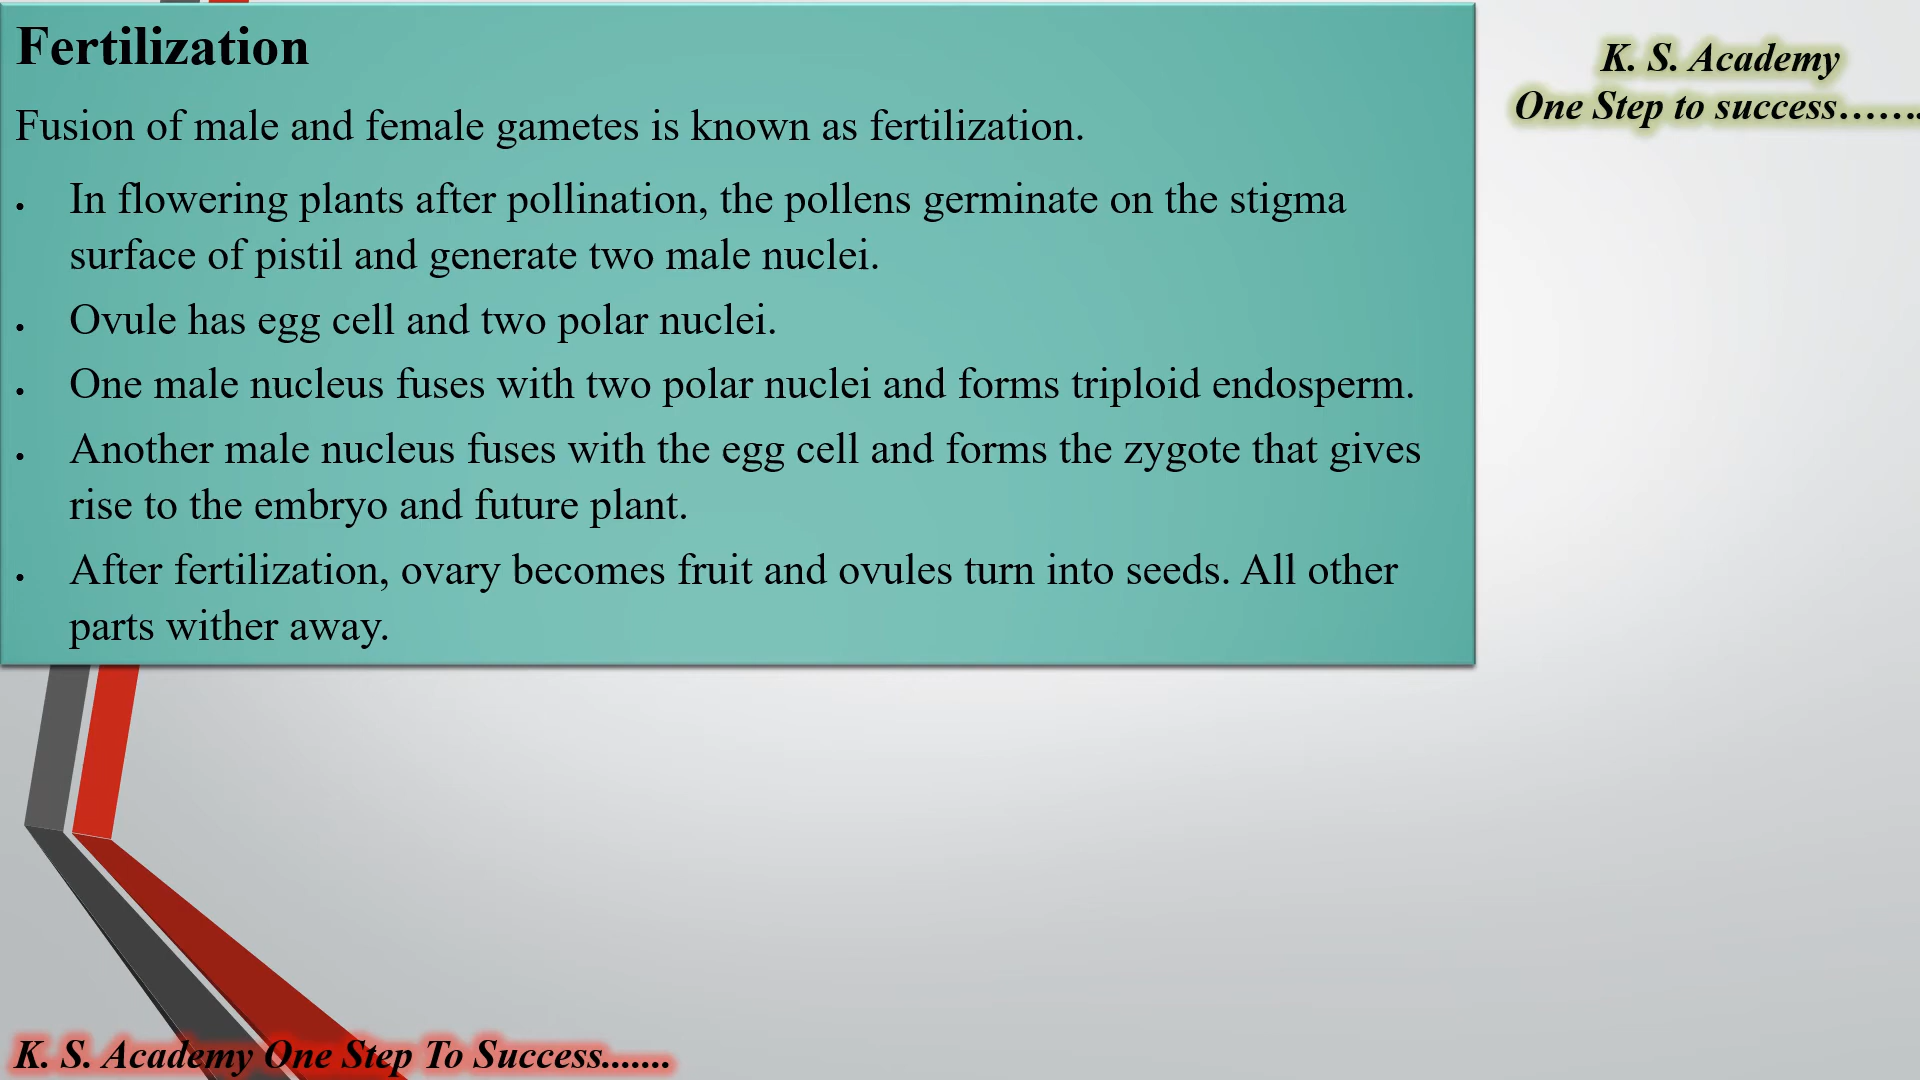 Fertilization
Fusion of male and female gametes is known as fertilization.
• In flowering plants after pollination, the pollens germinate on the stigma
surface of pistil and generate two male nuclei.
• Ovule has egg cell and two polar nuclei.
• One male nucleus fuses with two polar nuclei and forms triploid endosperm.
• Another male nucleus fuses with the egg cell and forms the zygote that gives
rise to the embryo and future plant.
• After fertilization, ovary becomes fruit and ovules turn into seeds. All other
parts wither away.
K. S. Academy
One Step to success…….
K. S. Academy One Step To Success.......